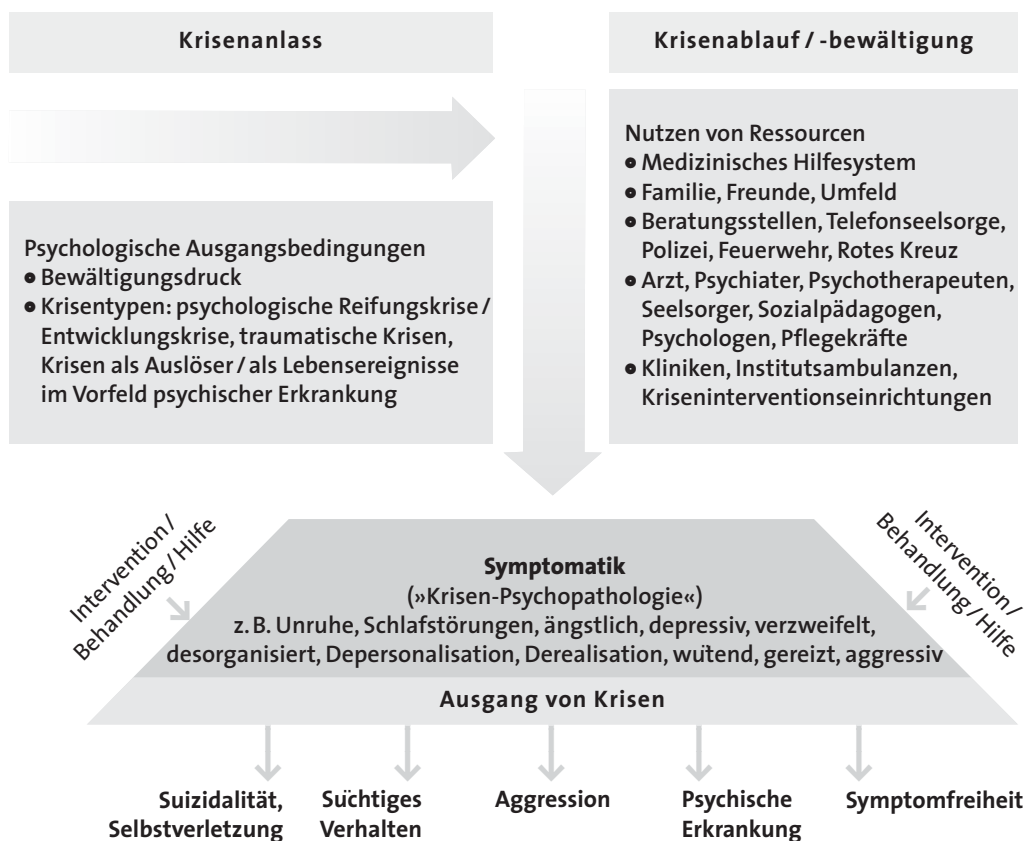 Krisenanlass
Krisenablauf / -bewältigung
Psychologische Ausgangsbedingungen
• Bewältigungsdruck
• Krisentypen: psychologische Reifungskrise /
Entwicklungskrise, traumatische Krisen,
Krisen als Auslöser / als Lebensereignisse
im Vorfeld psychischer Erkrankung
Nutzen von Ressourcen
• Medizinisches Hilfesystem
• Familie, Freunde, Umfeld
• Beratungsstellen, Telefonseelsorge,
Polizei, Feuerwehr, Rotes Kreuz
• Arzt, Psychiater, Psychotherapeuten,
Seelsorger, Sozialpädagogen,
Psychologen, Pflegekräfte
• Kliniken, Institutsambulanzen,
Kriseninterventionseinrichtungen
Intervention /
Behandlung / Hilfe
Symptomatik
(»Krisen-Psychopathologie«)
z. B. Unruhe, Schlafstörungen, ängstlich, depressiv, verzweifelt,
desorganisiert, Depersonalisation, Derealisation, wütend, gereizt, aggressiv
Intervention /
Behandlung / Hilfe
Ausgang von Krisen
Suizidalität,
Selbstverletzung
Süchtiges
Verhalten
Aggression
Psychische
Erkrankung
Symptomfreiheit